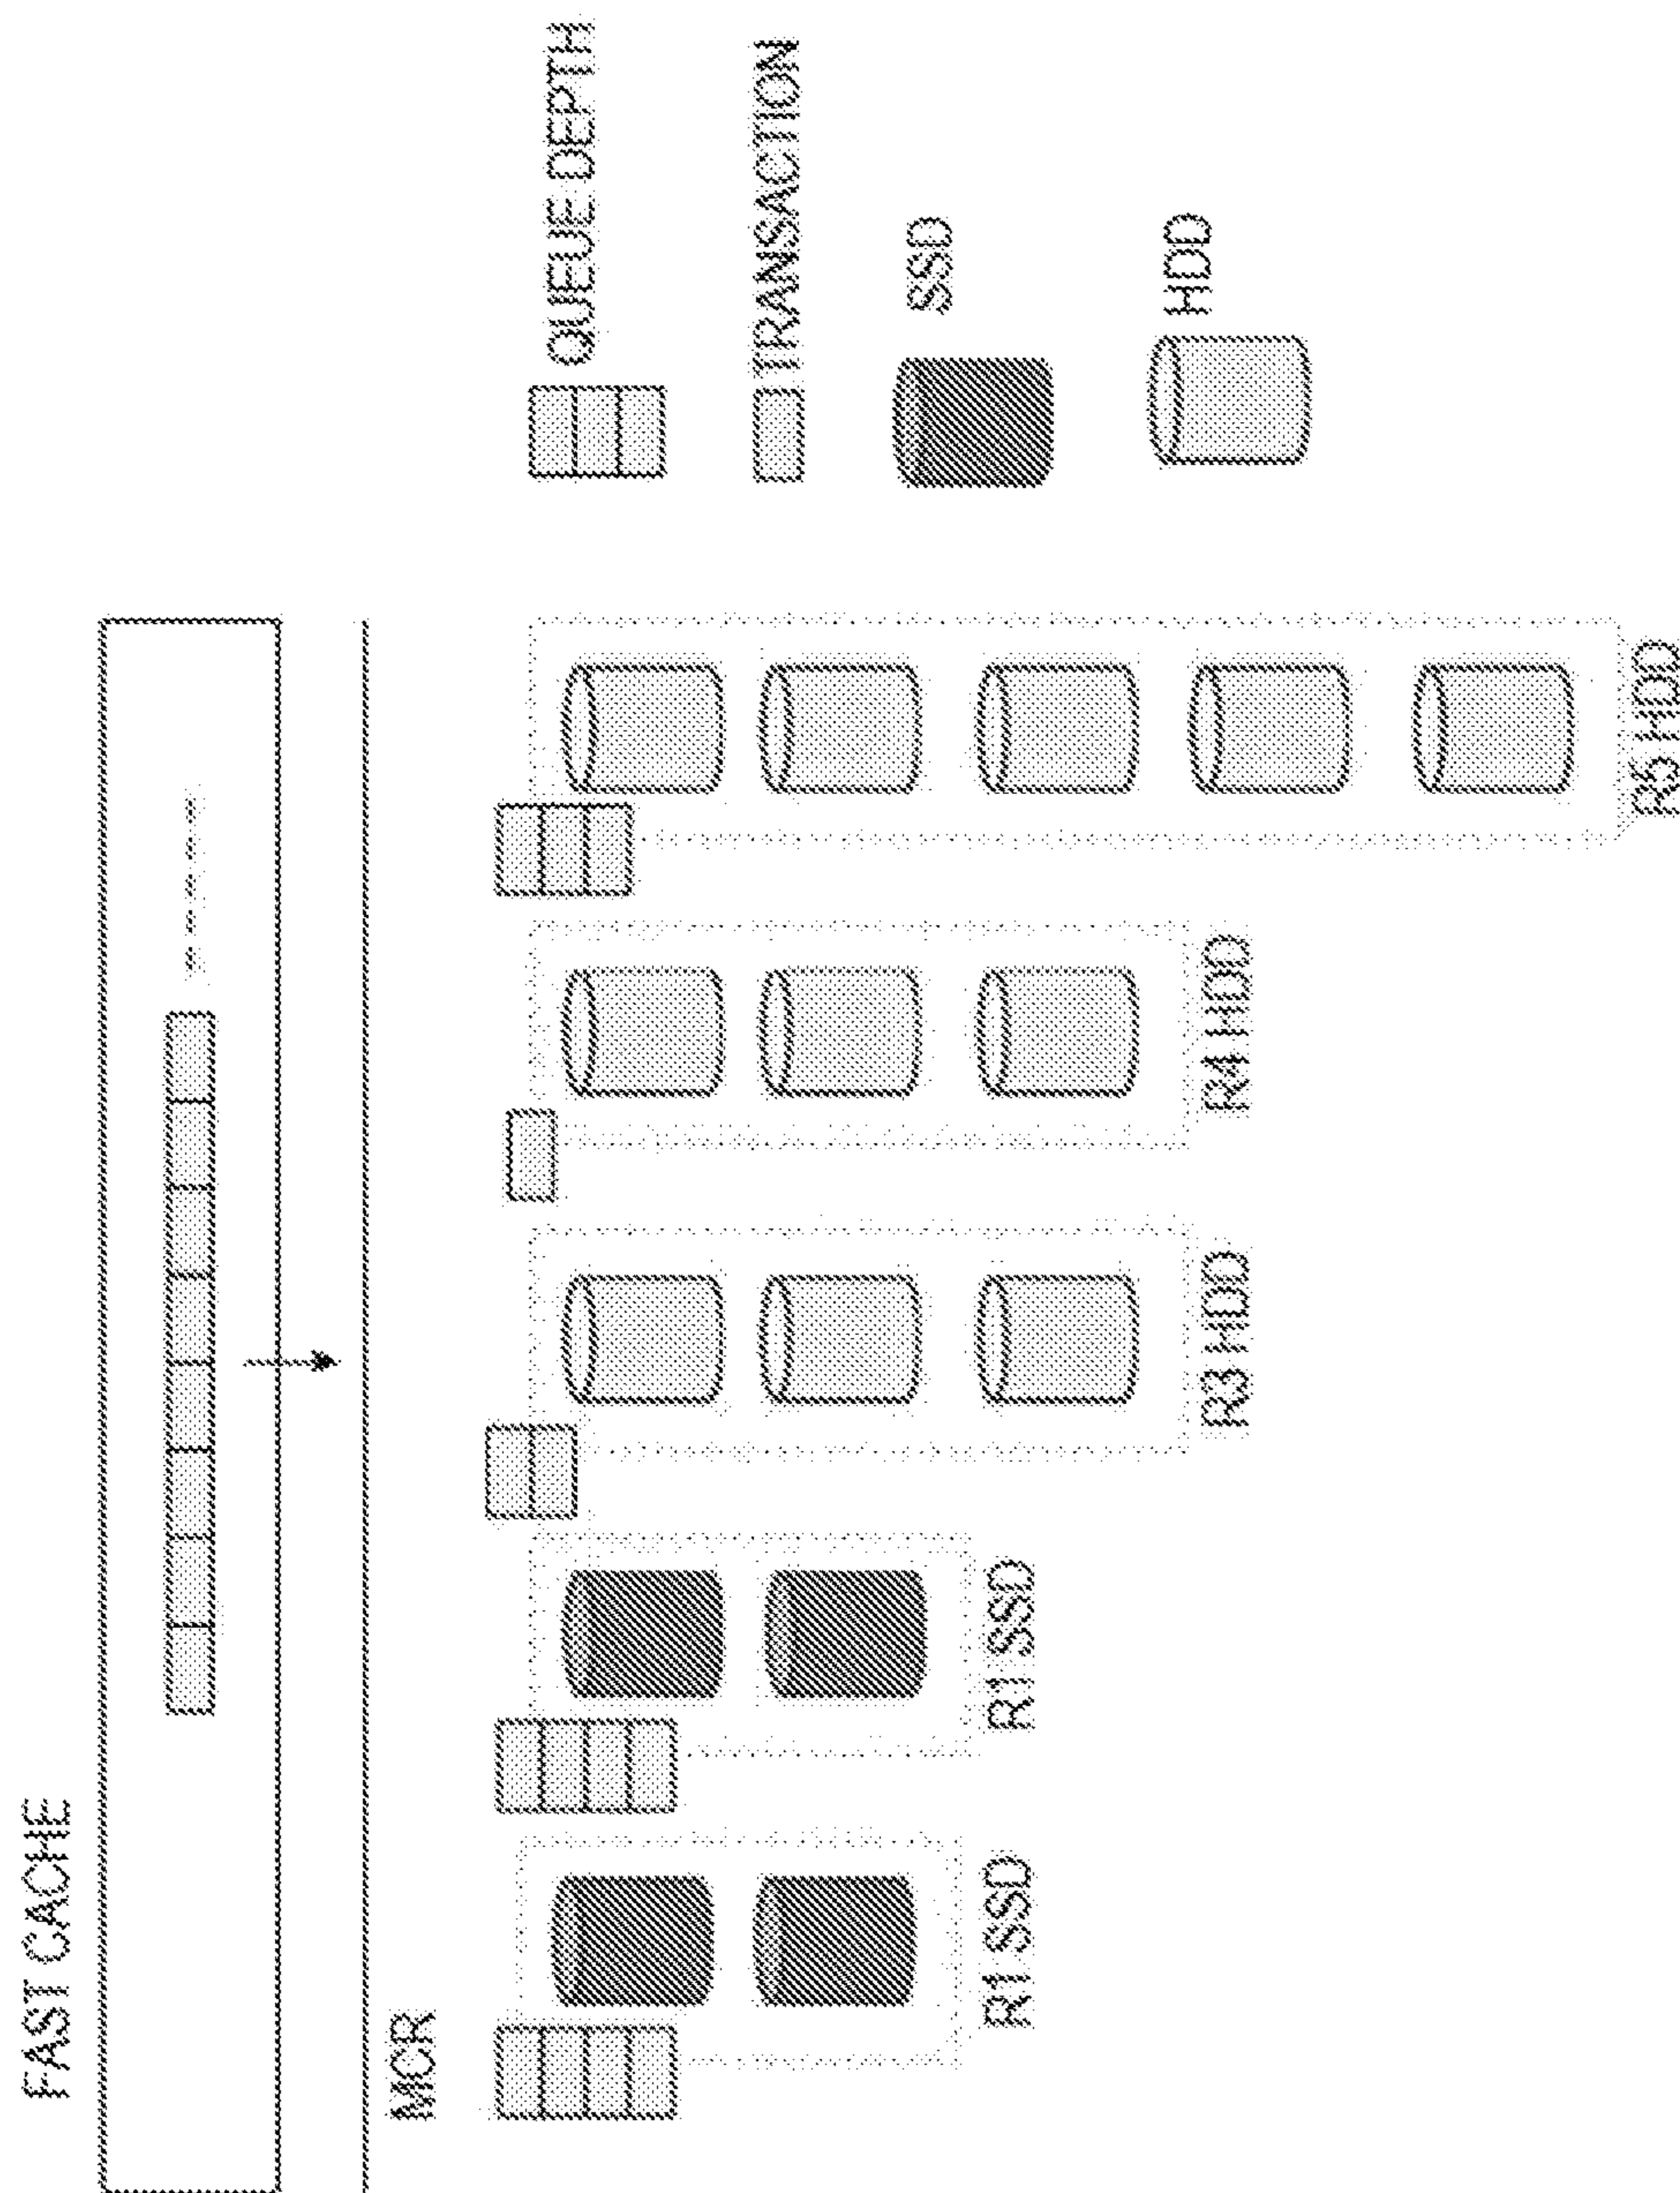 FAST CACHE
MCR
R1 SSD
R1 SSD
R3 HDD
R4 HDD
R5 HDD
QUEUE DEPTH
TRANSACTION
SSD
HDD